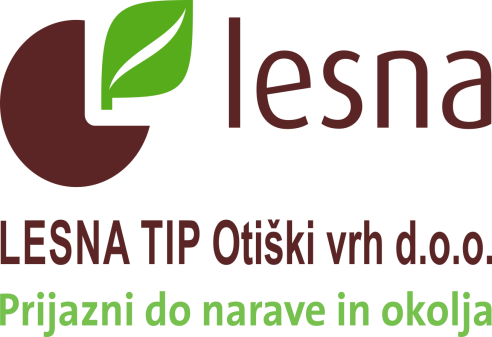 lesna
LESNA TIP Otiški vrh d.o.o.
Prijazni do narave in okolja